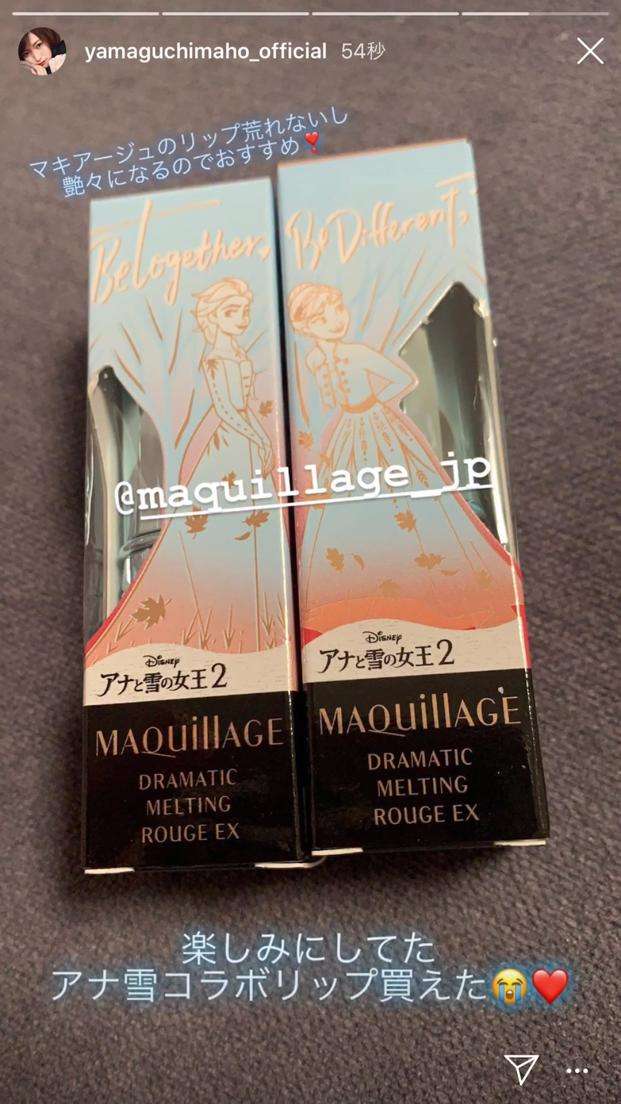 yamaguchimaho_official 54秒
マキアージュのリップ荒れないし
艶々になるのでおすすめ❣️
Be Together,
Be Different,
@maquillage_jp
Disney
アナと雪の女王2
MAQuillAGE
DRAMATIC
MELTING
ROUGE EX
Disney
アナと雪の女王2
MAQuillAGE
DRAMATIC
MELTING
ROUGE EX
楽しみにしてた
アナ雪コラボリップ買えた😭❤️